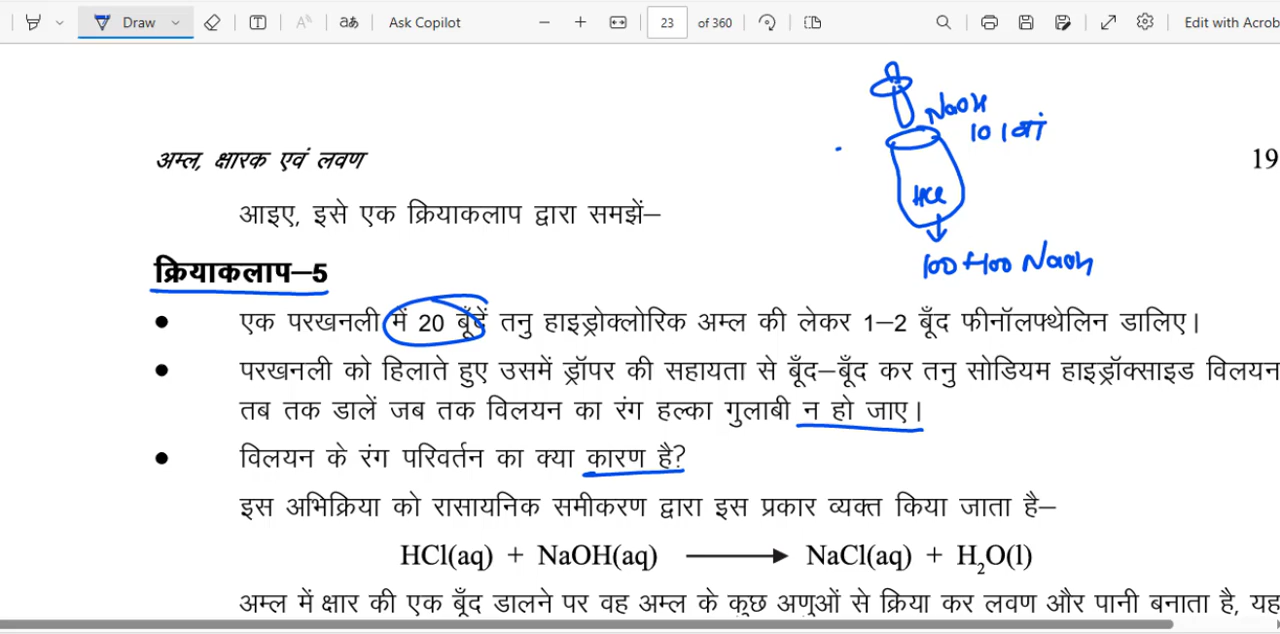 Draw
aあ
Ask Copilot
23
of 360
Edit with Acrob
NaOH
101वां
HCl
100 + 100 NaOH
अम्ल, क्षारक एवं लवण
19
आइए, इसे एक क्रियाकलाप द्वारा समझें–
क्रियाकलाप–5
• एक परखनली में 20 बूँदें तनु हाइड्रोक्लोरिक अम्ल की लेकर 1–2 बूँद फीनॉलफ्थेलिन डालिए।
• परखनली को हिलाते हुए उसमें ड्रॉपर की सहायता से बूँद–बूँद कर तनु सोडियम हाइड्रॉक्साइड विलयन
तब तक डालें जब तक विलयन का रंग हल्का गुलाबी न हो जाए।
• विलयन के रंग परिवर्तन का क्या कारण है?
इस अभिक्रिया को रासायनिक समीकरण द्वारा इस प्रकार व्यक्त किया जाता है–
HCl(aq) + NaOH(aq) ⟶ NaCl(aq) + H₂O(l)
अम्ल में क्षार की एक बूँद डालने पर वह अम्ल के कुछ अणुओं से क्रिया कर लवण और पानी बनाता है, यह